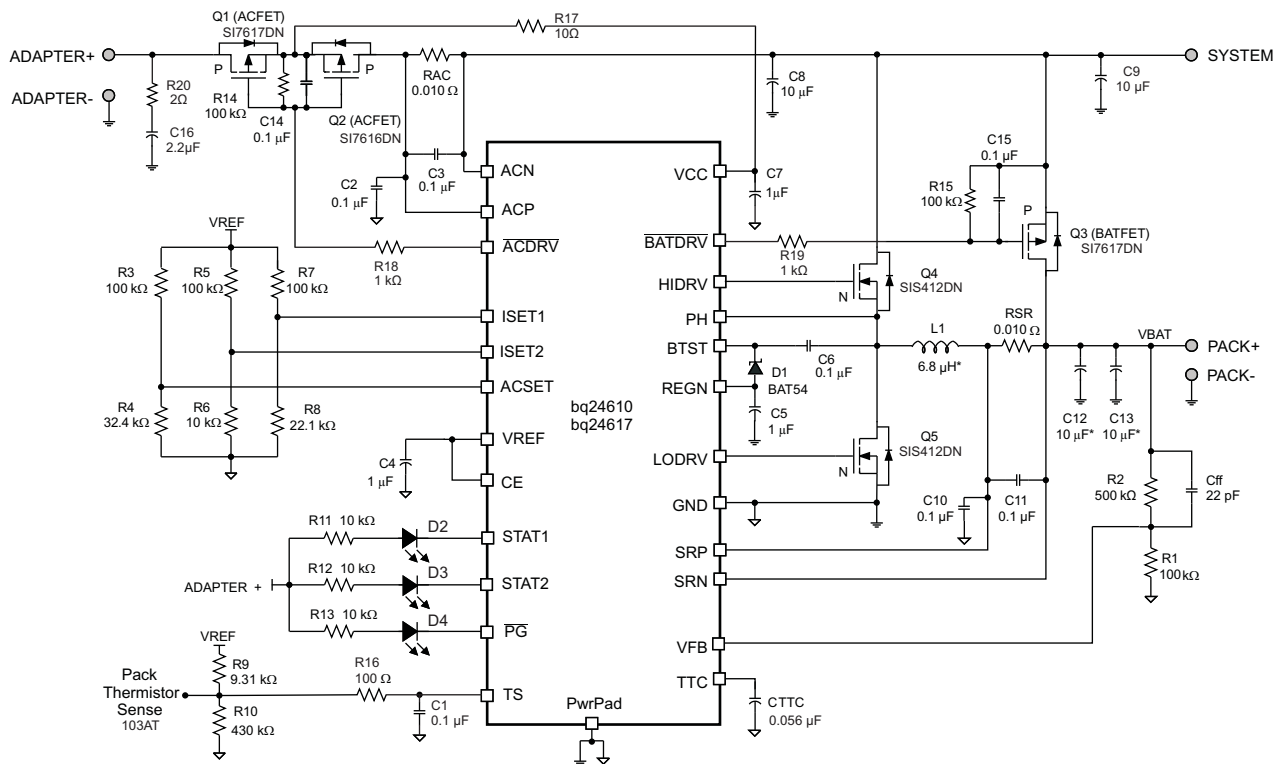 Q1 (ACFET)
SI7617DN
R17
10Ω
ADAPTER+
P
P
RAC
0.010 Ω
C8
10 µF
C9
10 µF
SYSTEM
ADAPTER-
R20
2Ω
R14
100 kΩ
C14
0.1 µF
Q2 (ACFET)
SI7616DN
C16
2.2µF
C3
0.1 µF
C2
0.1 µF
ACN
ACP
ACDRV
R18
1 kΩ
VCC
C7
1µF
C15
0.1 µF
R15
100 kΩ
P
Q3 (BATFET)
SI7617DN
BATDRV
R19
1 kΩ
HIDRV
N
Q4
SIS412DN
PH
VREF
R3
100 kΩ
R5
100 kΩ
R7
100 kΩ
ISET1
ISET2
ACSET
R4
32.4 kΩ
R6
10 kΩ
R8
22.1 kΩ
BTST
C6
0.1 µF
L1
6.8 µH*
RSR
0.010 Ω
VBAT
PACK+
PACK-
D1
BAT54
REGN
C5
1 µF
bq24610
bq24617
C12
10 µF*
C13
10 µF*
VREF
CE
C4
1 µF
LODRV
N
Q5
SIS412DN
GND
C10
0.1 µF
C11
0.1 µF
R2
500 kΩ
Cff
22 pF
R11 10 kΩ
D2
STAT1
SRP
R1
100kΩ
ADAPTER +
R12 10 kΩ
D3
STAT2
SRN
R13 10 kΩ
D4
PG
VFB
VREF
R9
9.31 kΩ
Pack
Thermistor
Sense
103AT
R16
100 Ω
TS
TTC
R10
430 kΩ
C1
0.1 µF
PwrPad
CTTC
0.056 µF